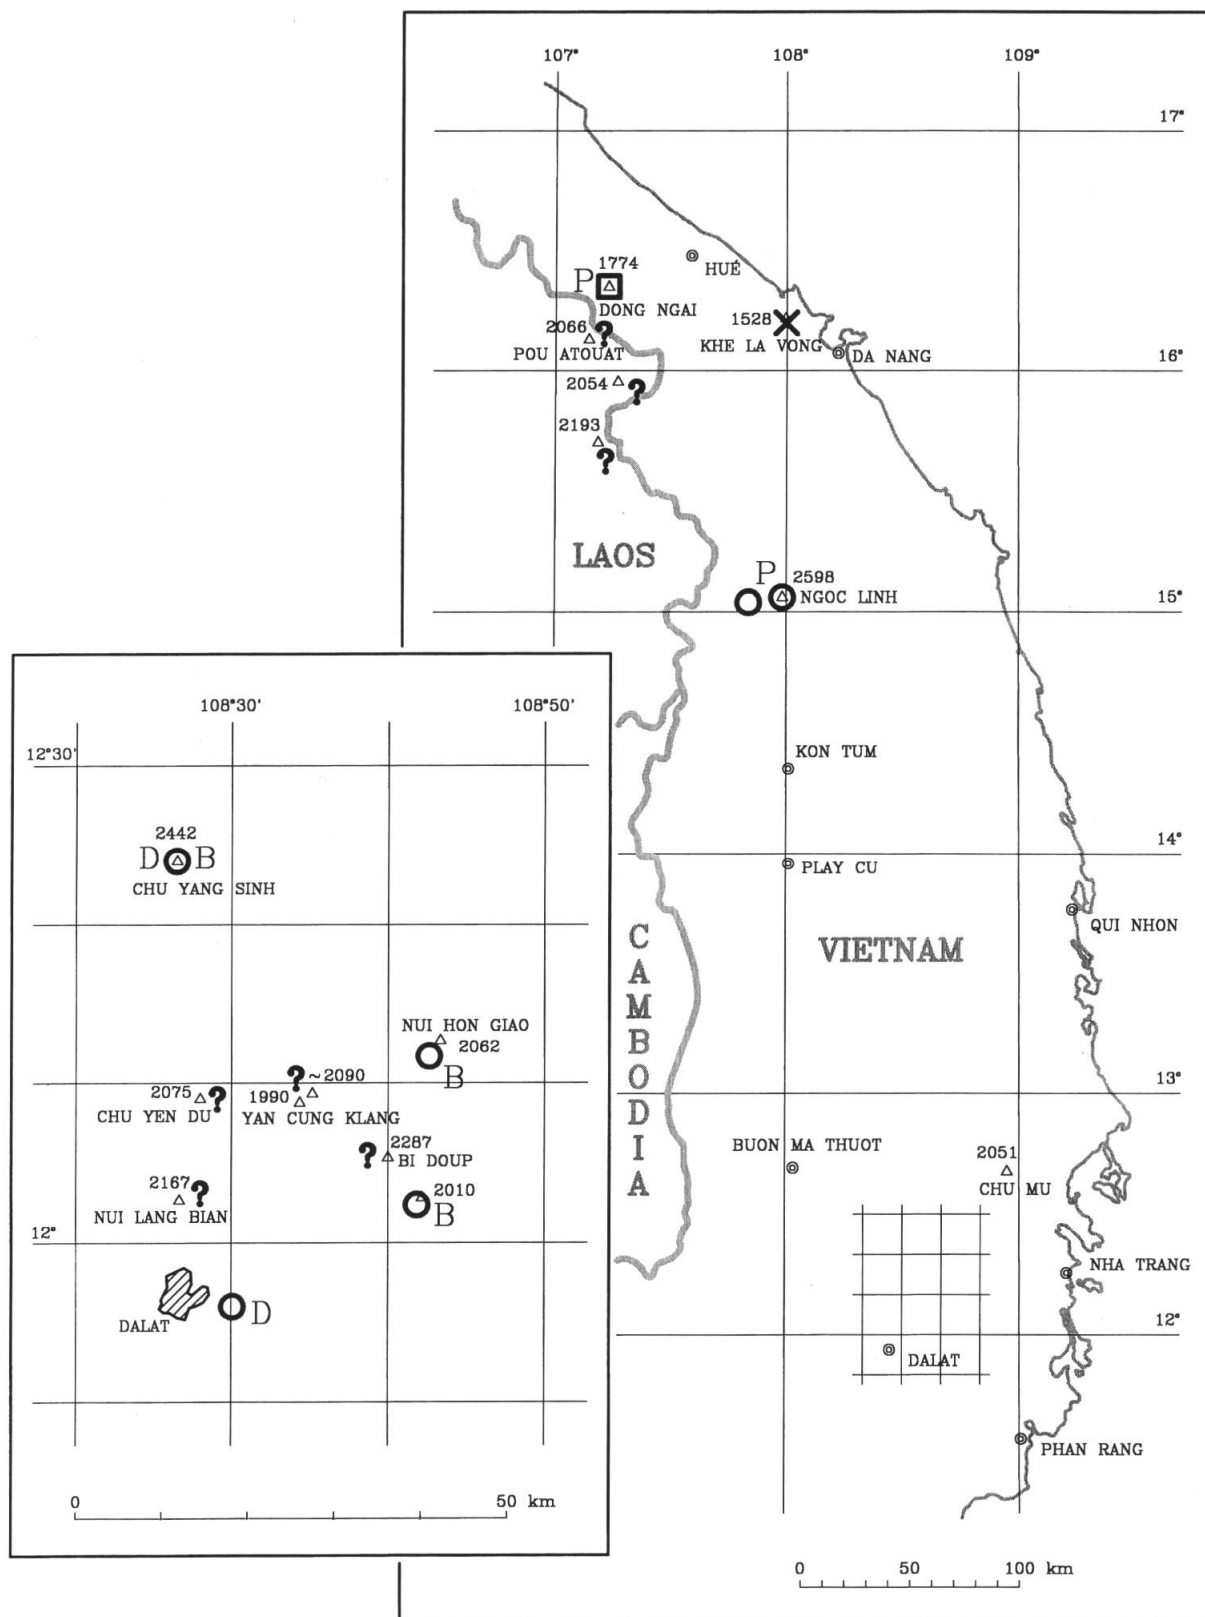 107° 108° 109°
17°
HUÉ
1774
P
DONG NGAI
2066 ?
POU ATOUAT
1528
KHE LA VONG
DA NANG
16°
2054 ?
2193
?
LAOS
P
2598
NGOC LINH
15°
KON TUM
14°
PLAY CU
QUI NHON
VIETNAM
CAMBODIA
13°
BUON MA THUOT
2051
CHU MU
NHA TRANG
12°
DALAT
PHAN RANG
0 50 100 km
108°30' 108°50'
12°30'
2442
D B
CHU YANG SINH
NUI HON GIAO
2062
B
? ~2090
2075 ? 1990
CHU YEN DU YAN CUNG KLANG
2287
? BI DOUP
2167 ? 2010
B
NUI LANG BIAN
12°
D
DALAT
0 50 km